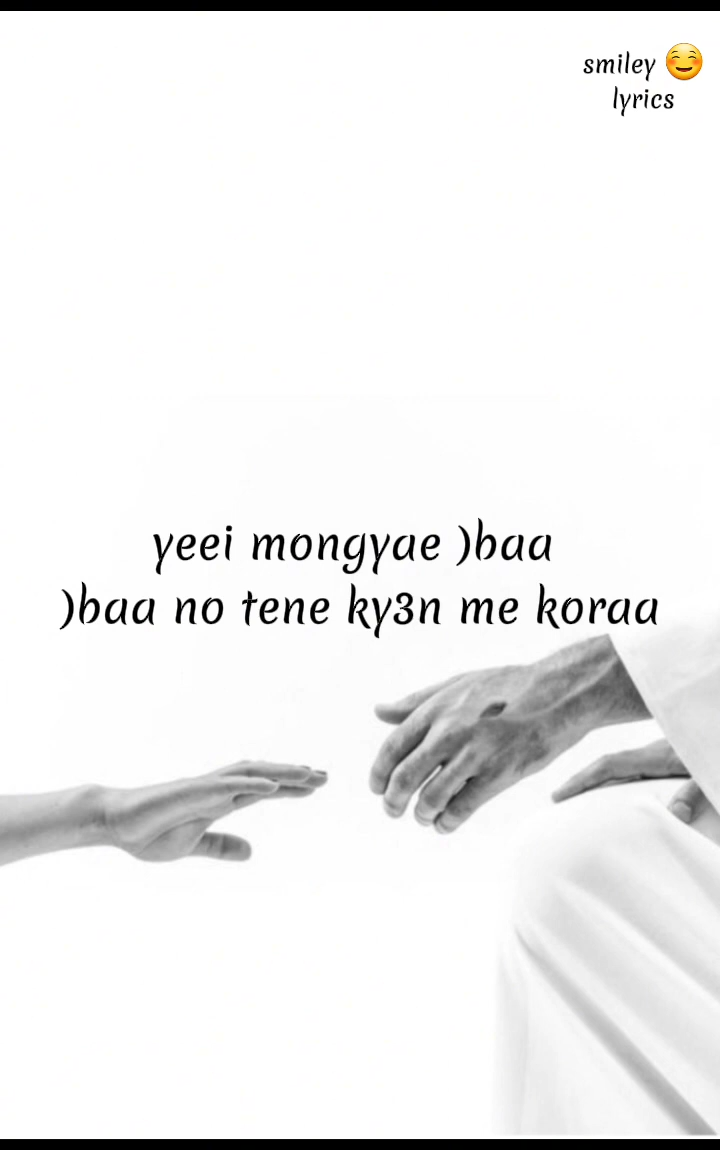 smiley ☺️
lyrics
yeei mongyae )baa
)baa no tene ky3n me koraa